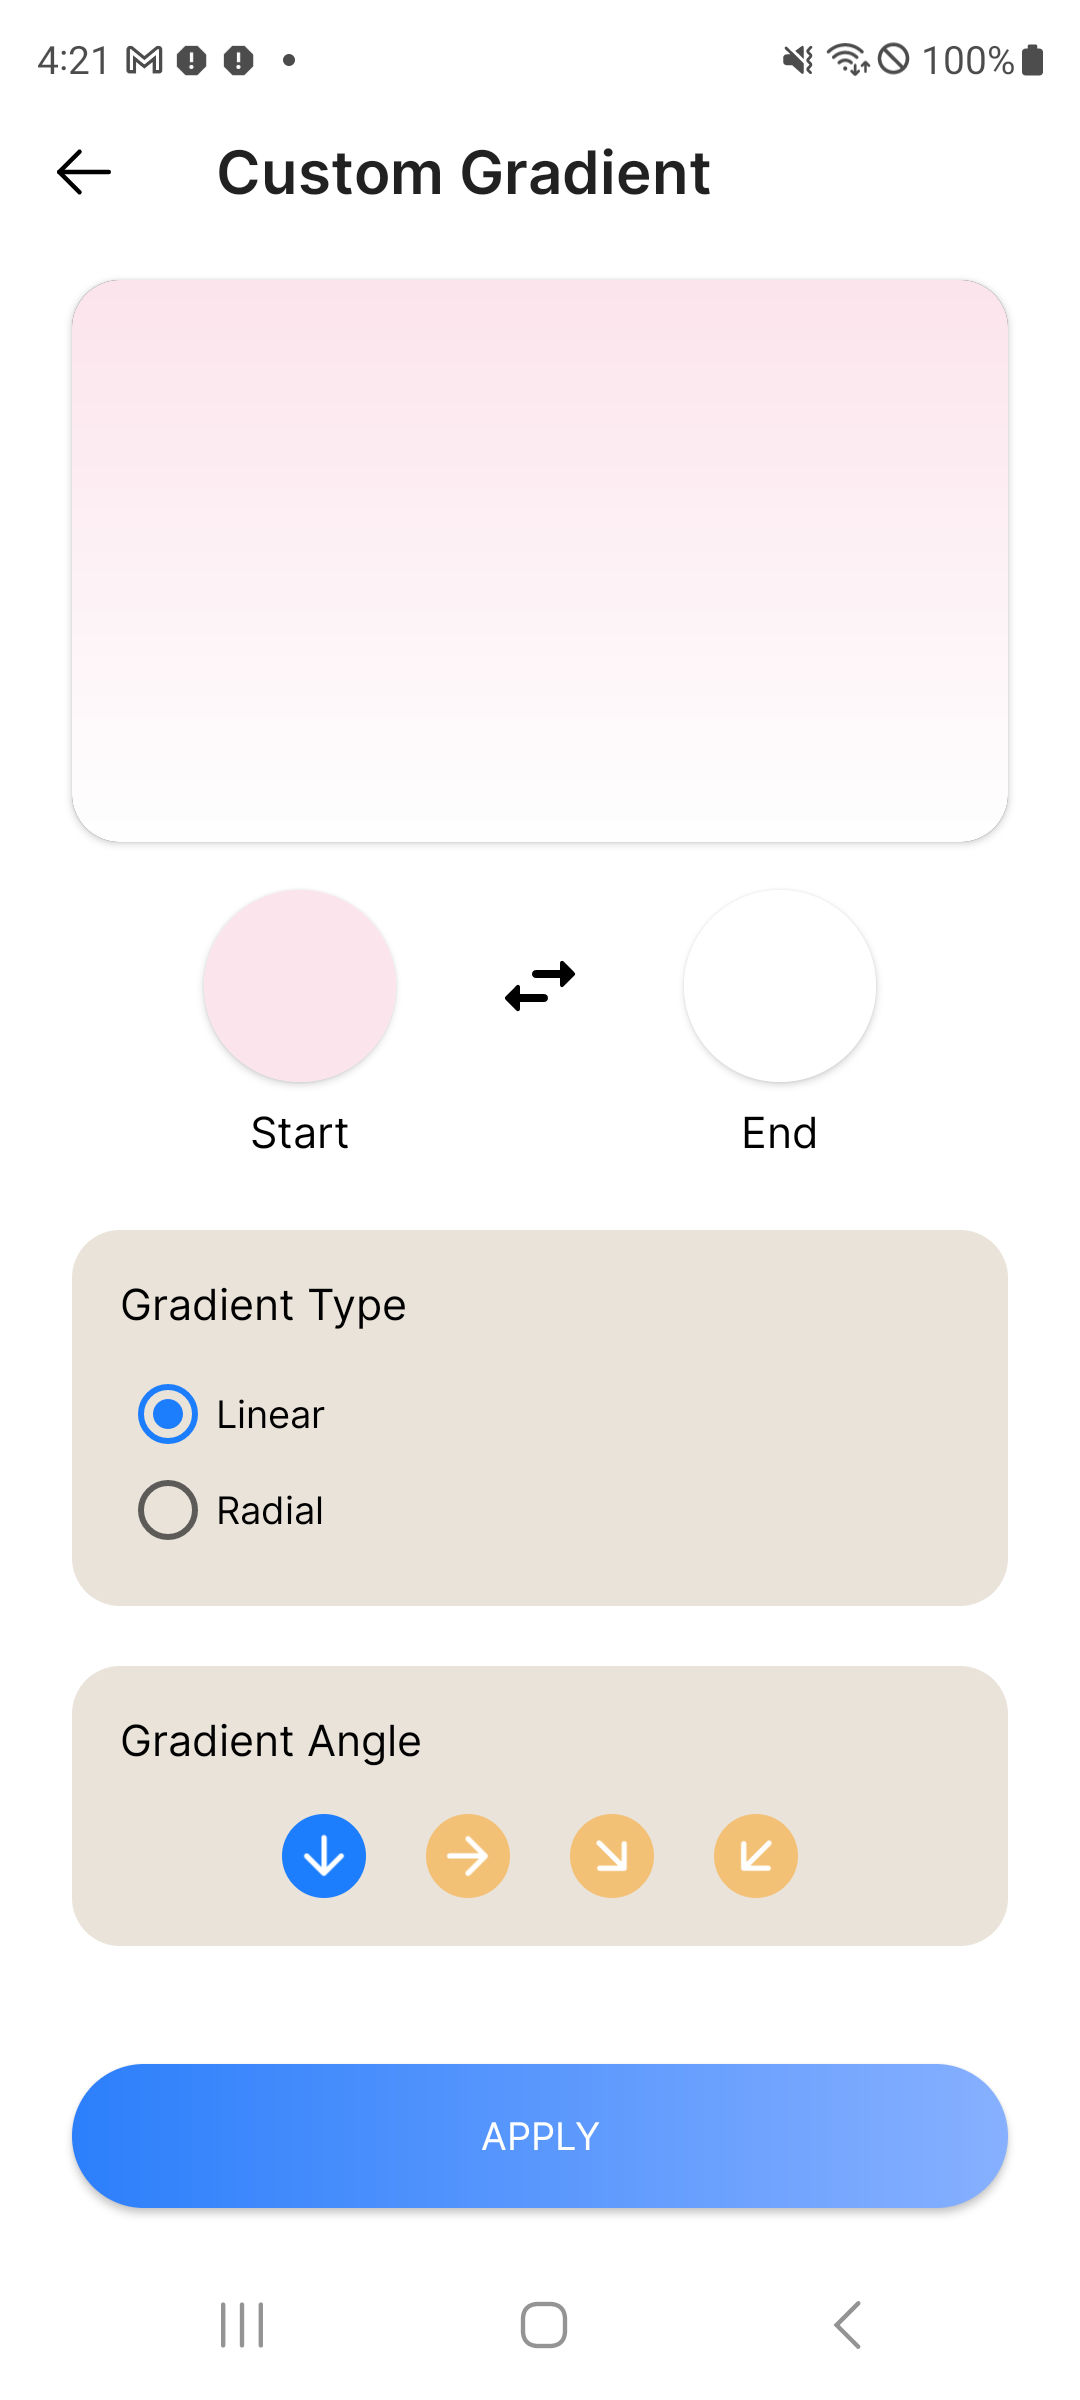 4:21 100%
Custom Gradient
Start End
Gradient Type
Linear
Radial
Gradient Angle
APPLY